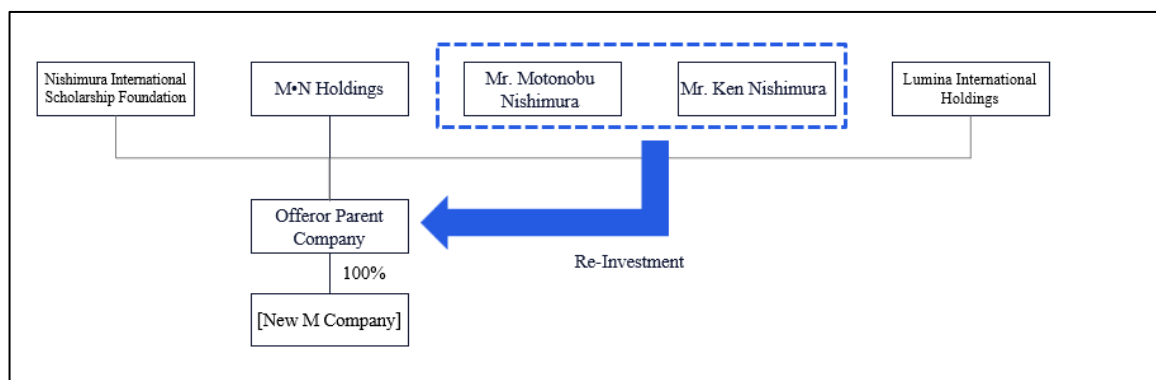 Nishimura International
Scholarship Foundation
M•N Holdings
Mr. Motonobu
Nishimura
Mr. Ken Nishimura
Lumina International
Holdings
Offeror Parent
Company
Re-Investment
100%
[New M Company]